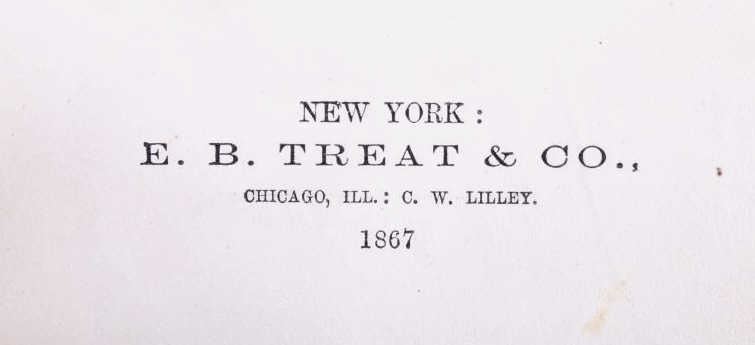 NEW YORK :
E. B. TREAT & CO.,
CHICAGO, ILL.: C. W. LILLEY.
1867